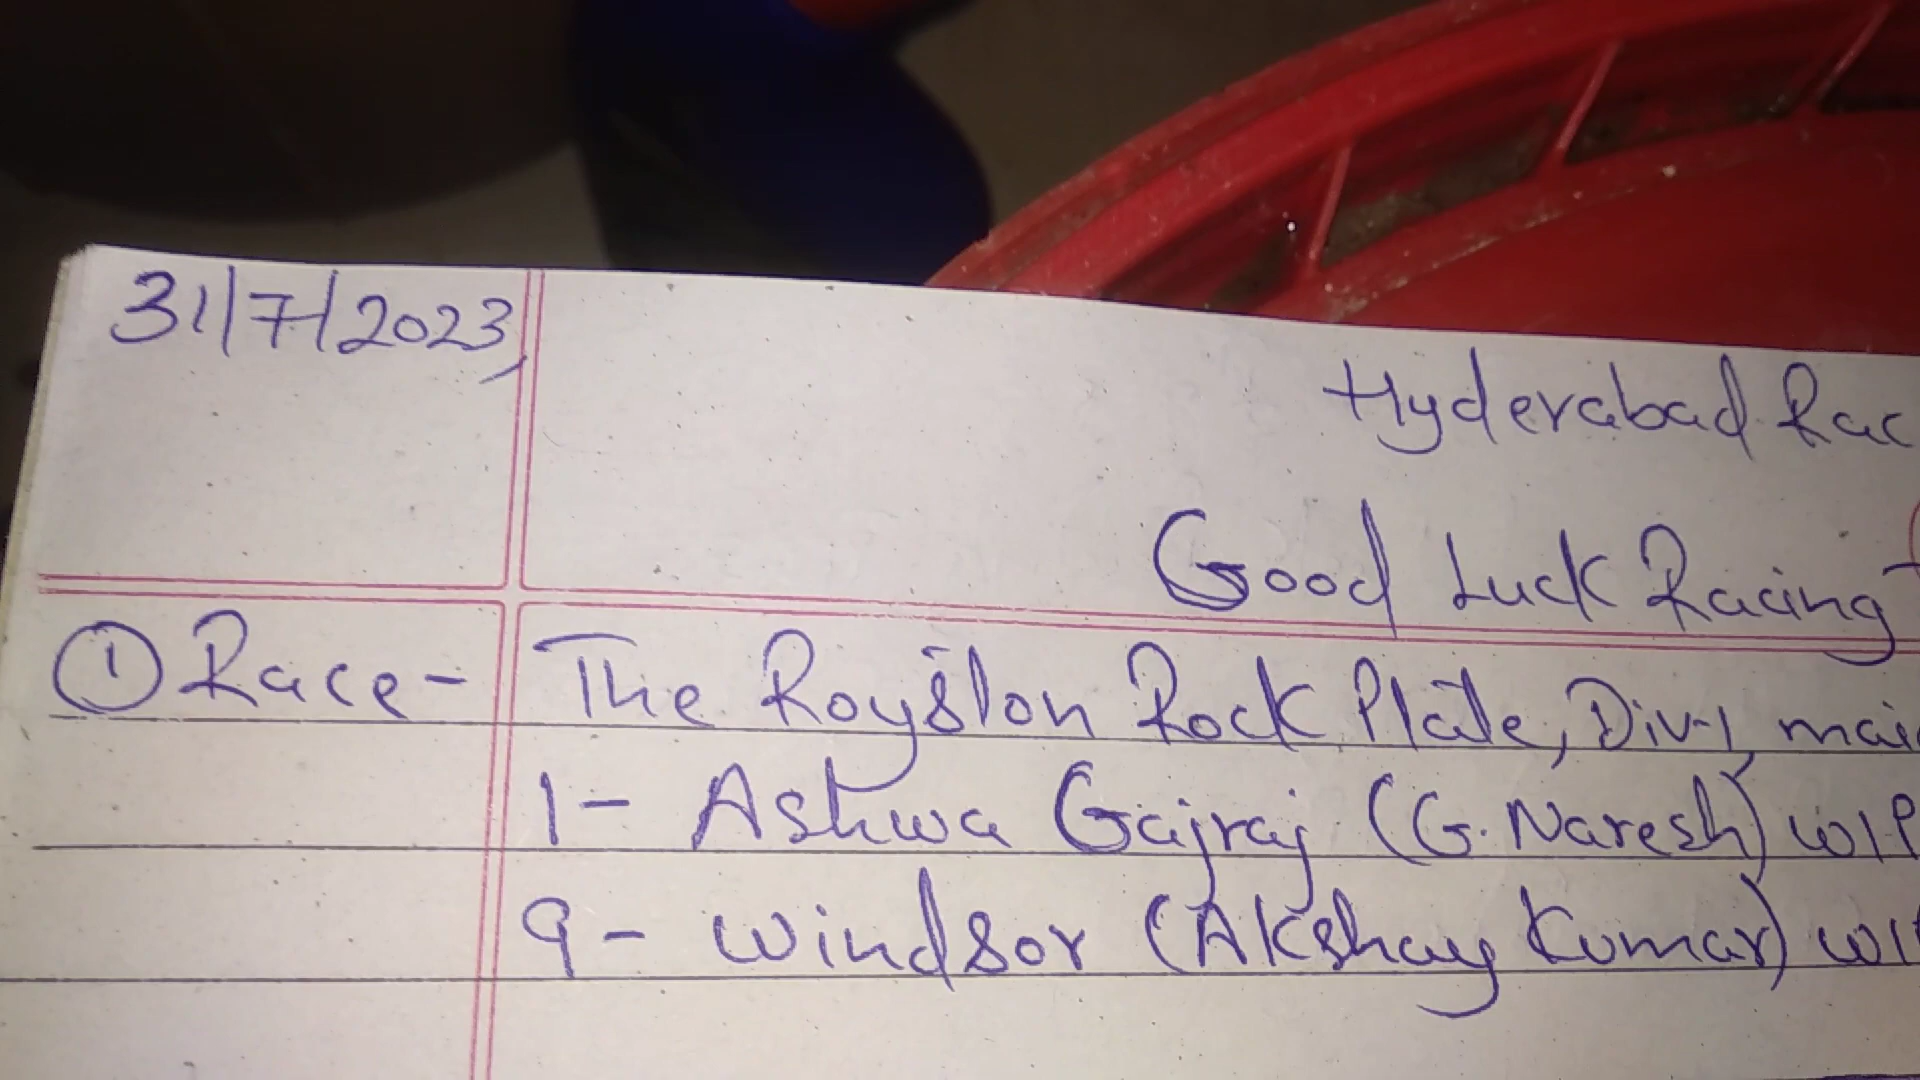 31/7/2023,
Hyderabad Rac
Good Luck Racing
① Race - The Royston Rock Plate, Div-1, mai
1- Ashwa Gajraj (G. Naresh) W/P
9- Windsor (Akshay Kumar) W/